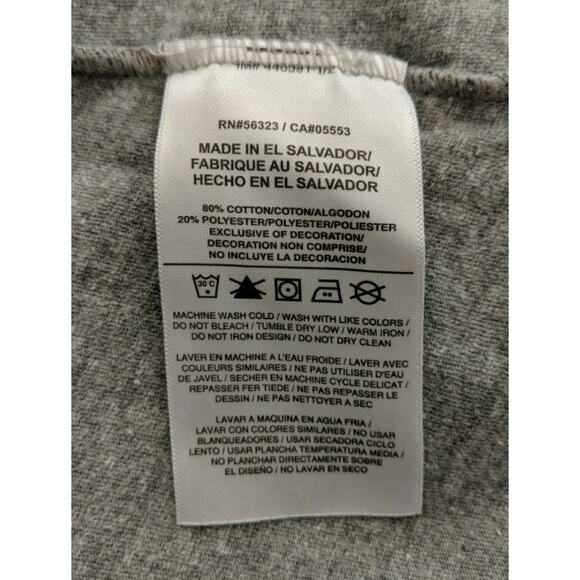 RN#56323 / CA#05553
MADE IN EL SALVADOR/
FABRIQUE AU SALVADOR/
HECHO EN EL SALVADOR
80% COTTON/COTON/ALGODON
20% POLYESTER/POLYESTER/POLIESTER
EXCLUSIVE OF DECORATION/
DECORATION NON COMPRISE/
NO INCLUYE LA DECORACION
30 C
MACHINE WASH COLD / WASH WITH LIKE COLORS /
DO NOT BLEACH / TUMBLE DRY LOW / WARM IRON /
DO NOT IRON DESIGN / DO NOT DRY CLEAN
LAVER EN MACHINE A L'EAU FROIDE / LAVER AVEC
COULEURS SIMILAIRES / NE PAS UTILISER D'EAU
DE JAVEL / SECHER EN MACHINE CYCLE DELICAT /
REPASSER FER TIEDE / NE PAS REPASSER LE
DESSIN / NE PAS NETTOYER A SEC
LAVAR A MAQUINA EN AGUA FRIA /
LAVAR CON COLORES SIMILARES / NO USAR
BLANQUEADORES / USAR SECADORA CICLO
LENTO / USAR PLANCHA TEMPERATURA MEDIA /
NO PLANCHAR DIRECTAMENTE SOBRE
EL DISEÑO / NO LAVAR EN SECO